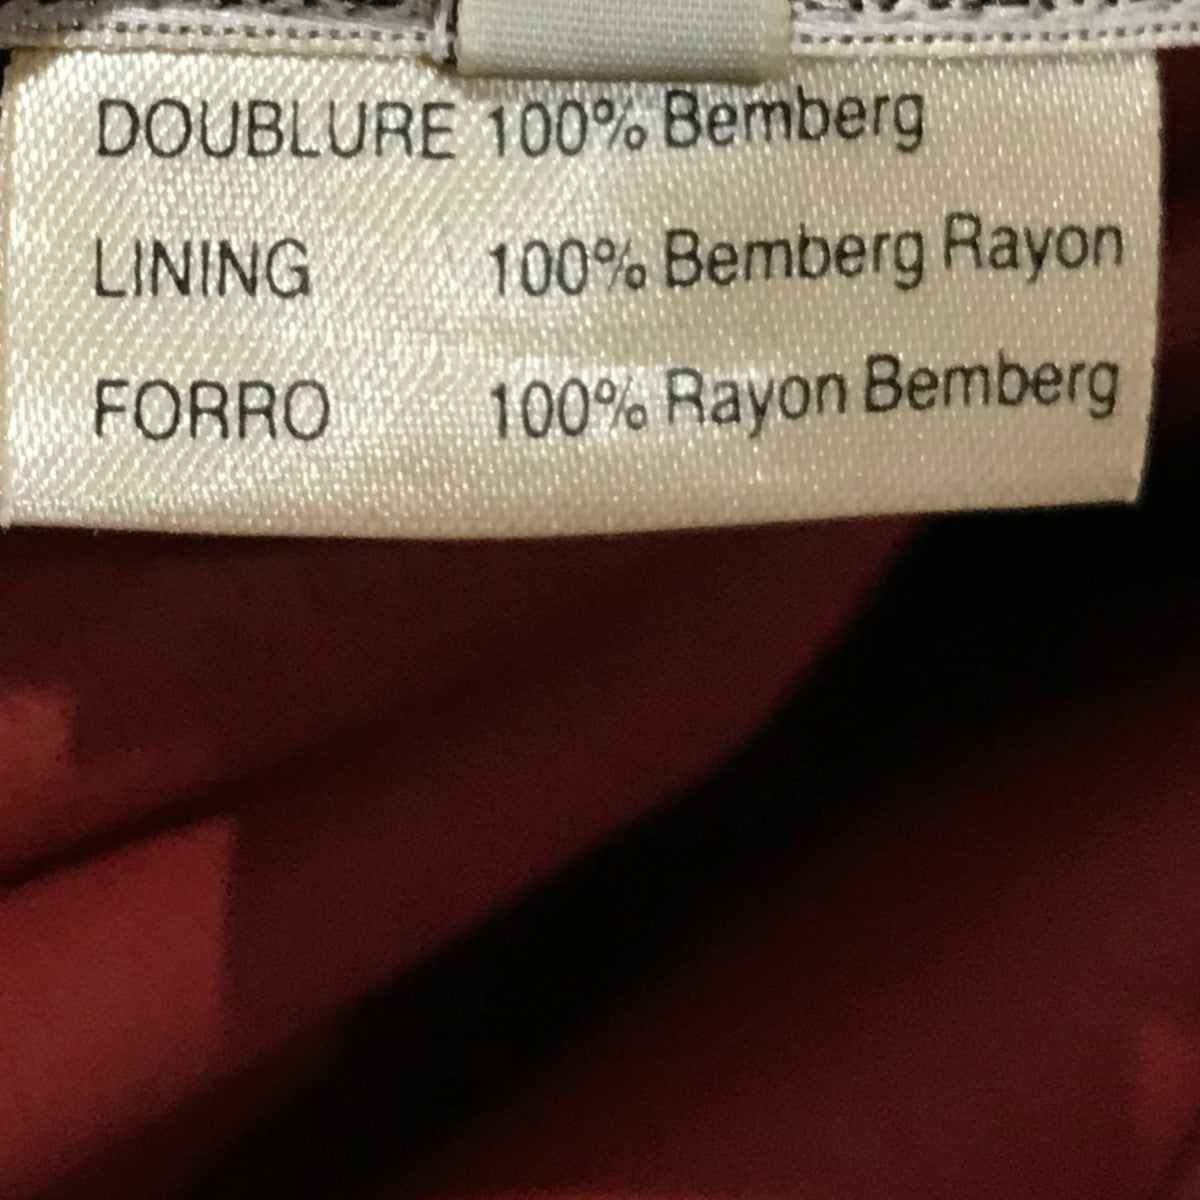 DOUBLURE 100% Bemberg
LINING 100% Bemberg Rayon
FORRO 100% Rayon Bemberg